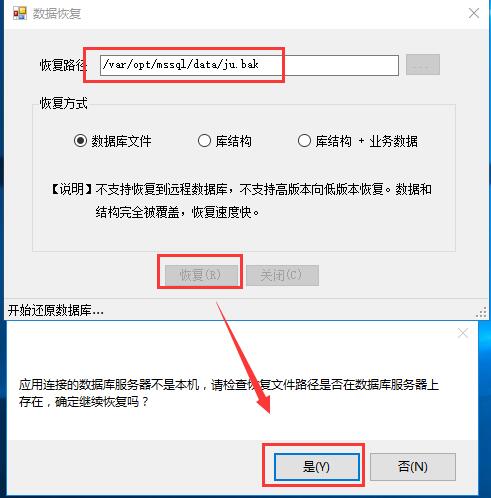 数据恢复
恢复路径
/var/opt/mssql/data/ju.bak
...
恢复方式
数据库文件
库结构
库结构 + 业务数据
【说明】不支持恢复到远程数据库，不支持高版本向低版本恢复。数据和
结构完全被覆盖，恢复速度快。
恢复(R)
关闭(C)
开始还原数据库...
应用连接的数据库服务器不是本机，请检查恢复文件路径是否在数据库服务器上
存在，确定继续恢复吗？
是(Y)
否(N)